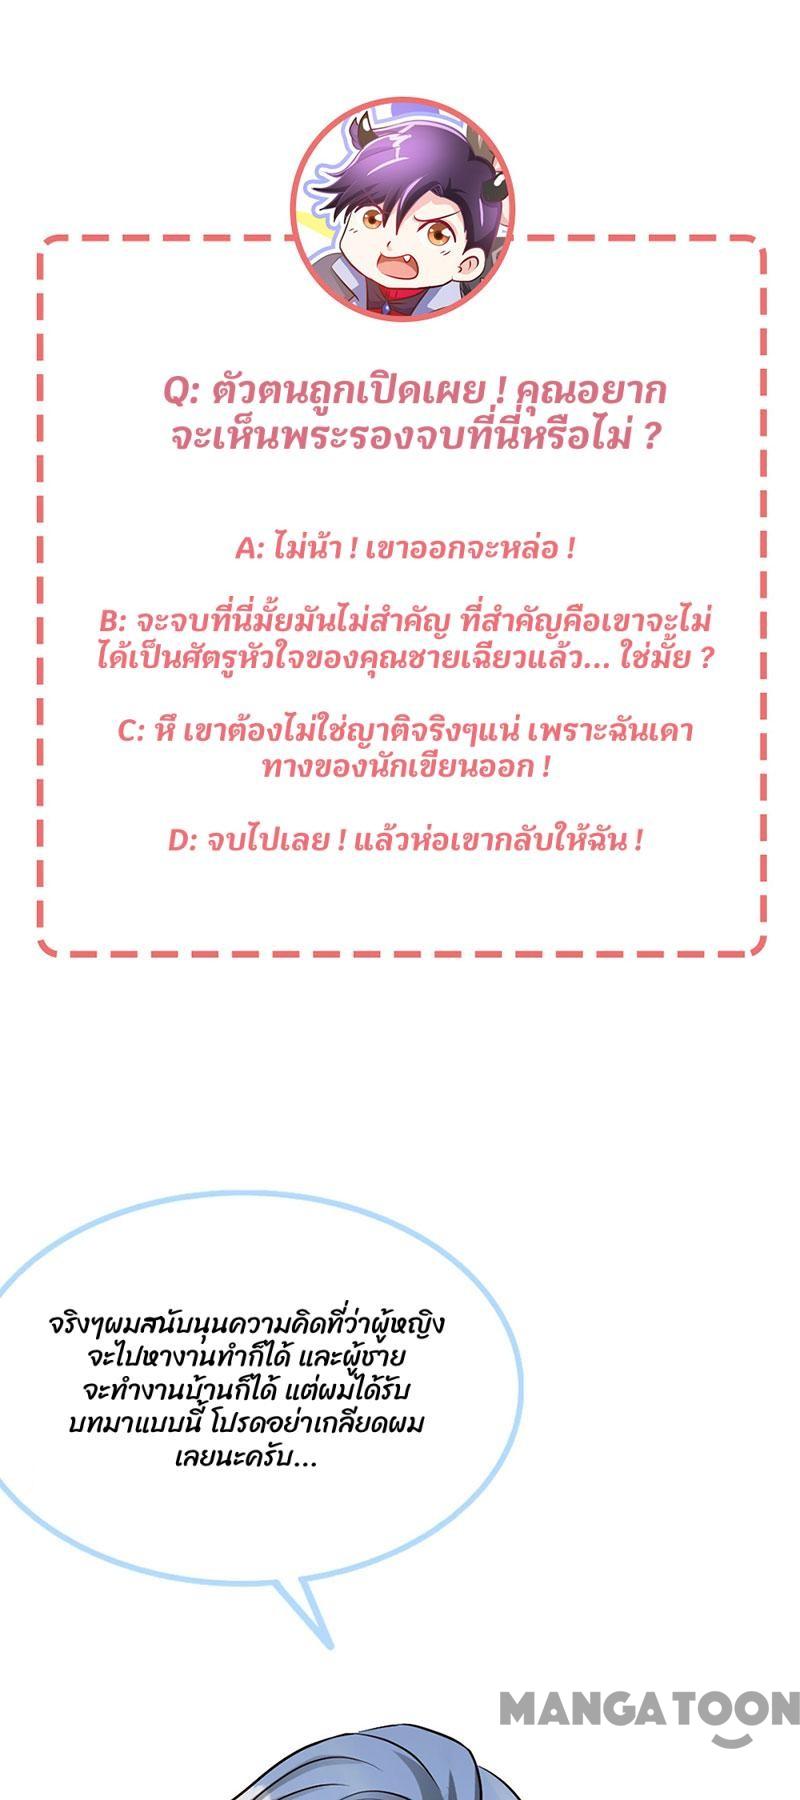 Q: ตัวตนถูกเปิดเผย ! คุณอยาก
จะเห็นพระรองจบที่นี่หรือไม่ ?
A: ไม่น้า ! เขาออกจะหล่อ !
B: จะจบที่นี่มั้ยมันไม่สำคัญ ที่สำคัญคือเขาจะไม่
ได้เป็นศัตรูหัวใจของคุณชายเฉียวแล้ว... ใช่มั้ย ?
C: หึ เขาต้องไม่ใช่ญาติจริงๆแน่ เพราะฉันเดา
ทางของนักเขียนออก !
D: จบไปเลย ! แล้วห่อเขากลับให้ฉัน !
จริงๆผมสนับนุนความคิดที่ว่าผู้หญิง
จะไปหางานทำก็ได้ และผู้ชาย
จะทำงานบ้านก็ได้ แต่ผมได้รับ
บทมาแบบนี้ โปรดอย่าเกลียดผม
เลยนะครับ...
MANGATOON